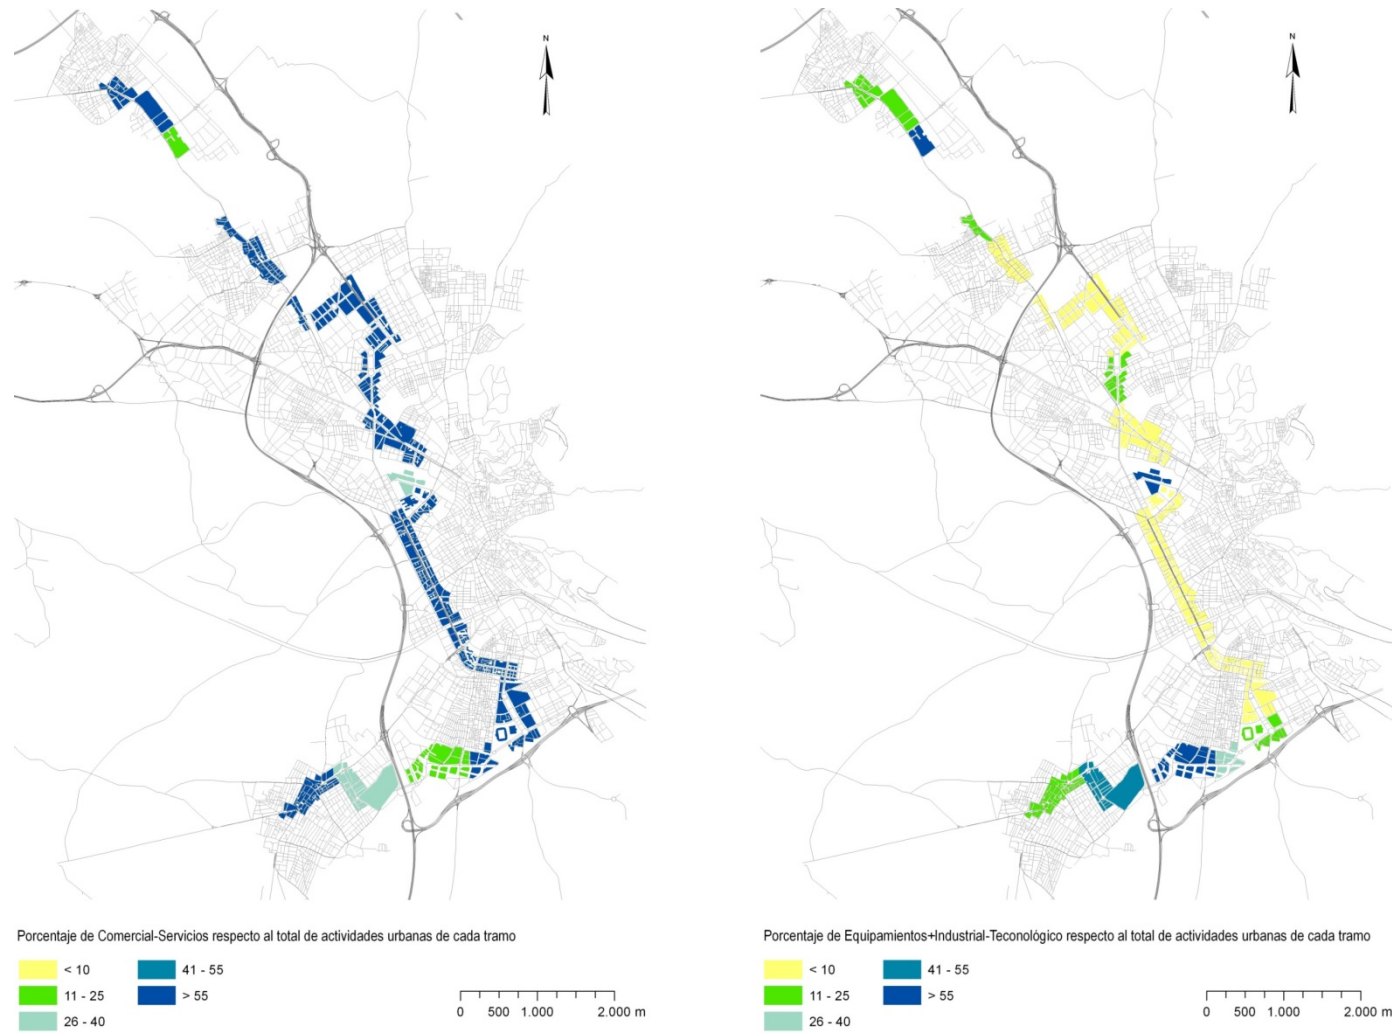 N
N
Porcentaje de Comercial-Servicios respecto al total de actividades urbanas de cada tramo
< 10
41 - 55
11 - 25
> 55
26 - 40
0 500 1.000 2.000 m
Porcentaje de Equipamientos+Industrial-Teconológico respecto al total de actividades urbanas de cada tramo
< 10
41 - 55
11 - 25
> 55
26 - 40
0 500 1.000 2.000 m